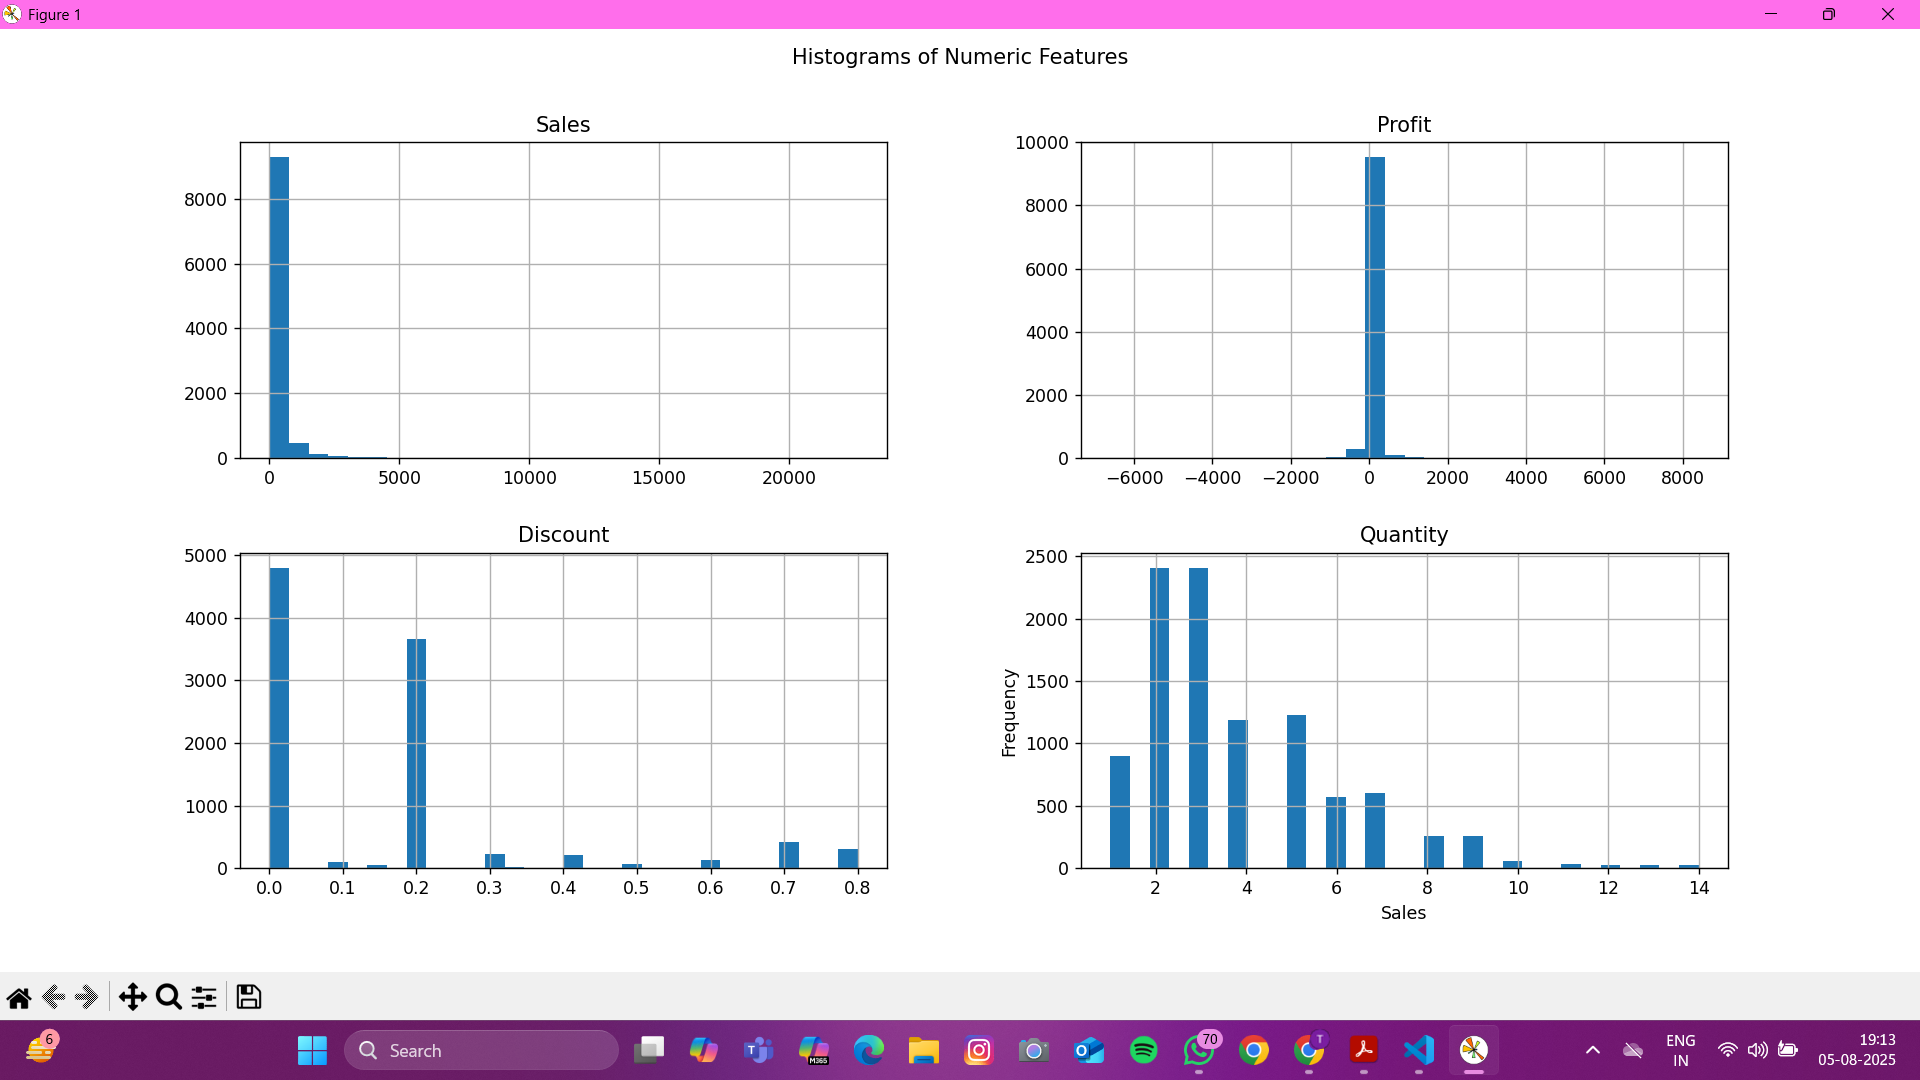 Figure 1
Histograms of Numeric Features
Sales
8000
6000
4000
2000
0
0 5000 10000 15000 20000
Profit
10000
8000
6000
4000
2000
0
−6000 −4000 −2000 0 2000 4000 6000 8000
Discount
5000
4000
3000
2000
1000
0
0.0 0.1 0.2 0.3 0.4 0.5 0.6 0.7 0.8
Quantity
Frequency
2500
2000
1500
1000
500
0
2 4 6 8 10 12 14
Sales
6
Search
T
M365
70
T
ENG
IN
19:13
05-08-2025